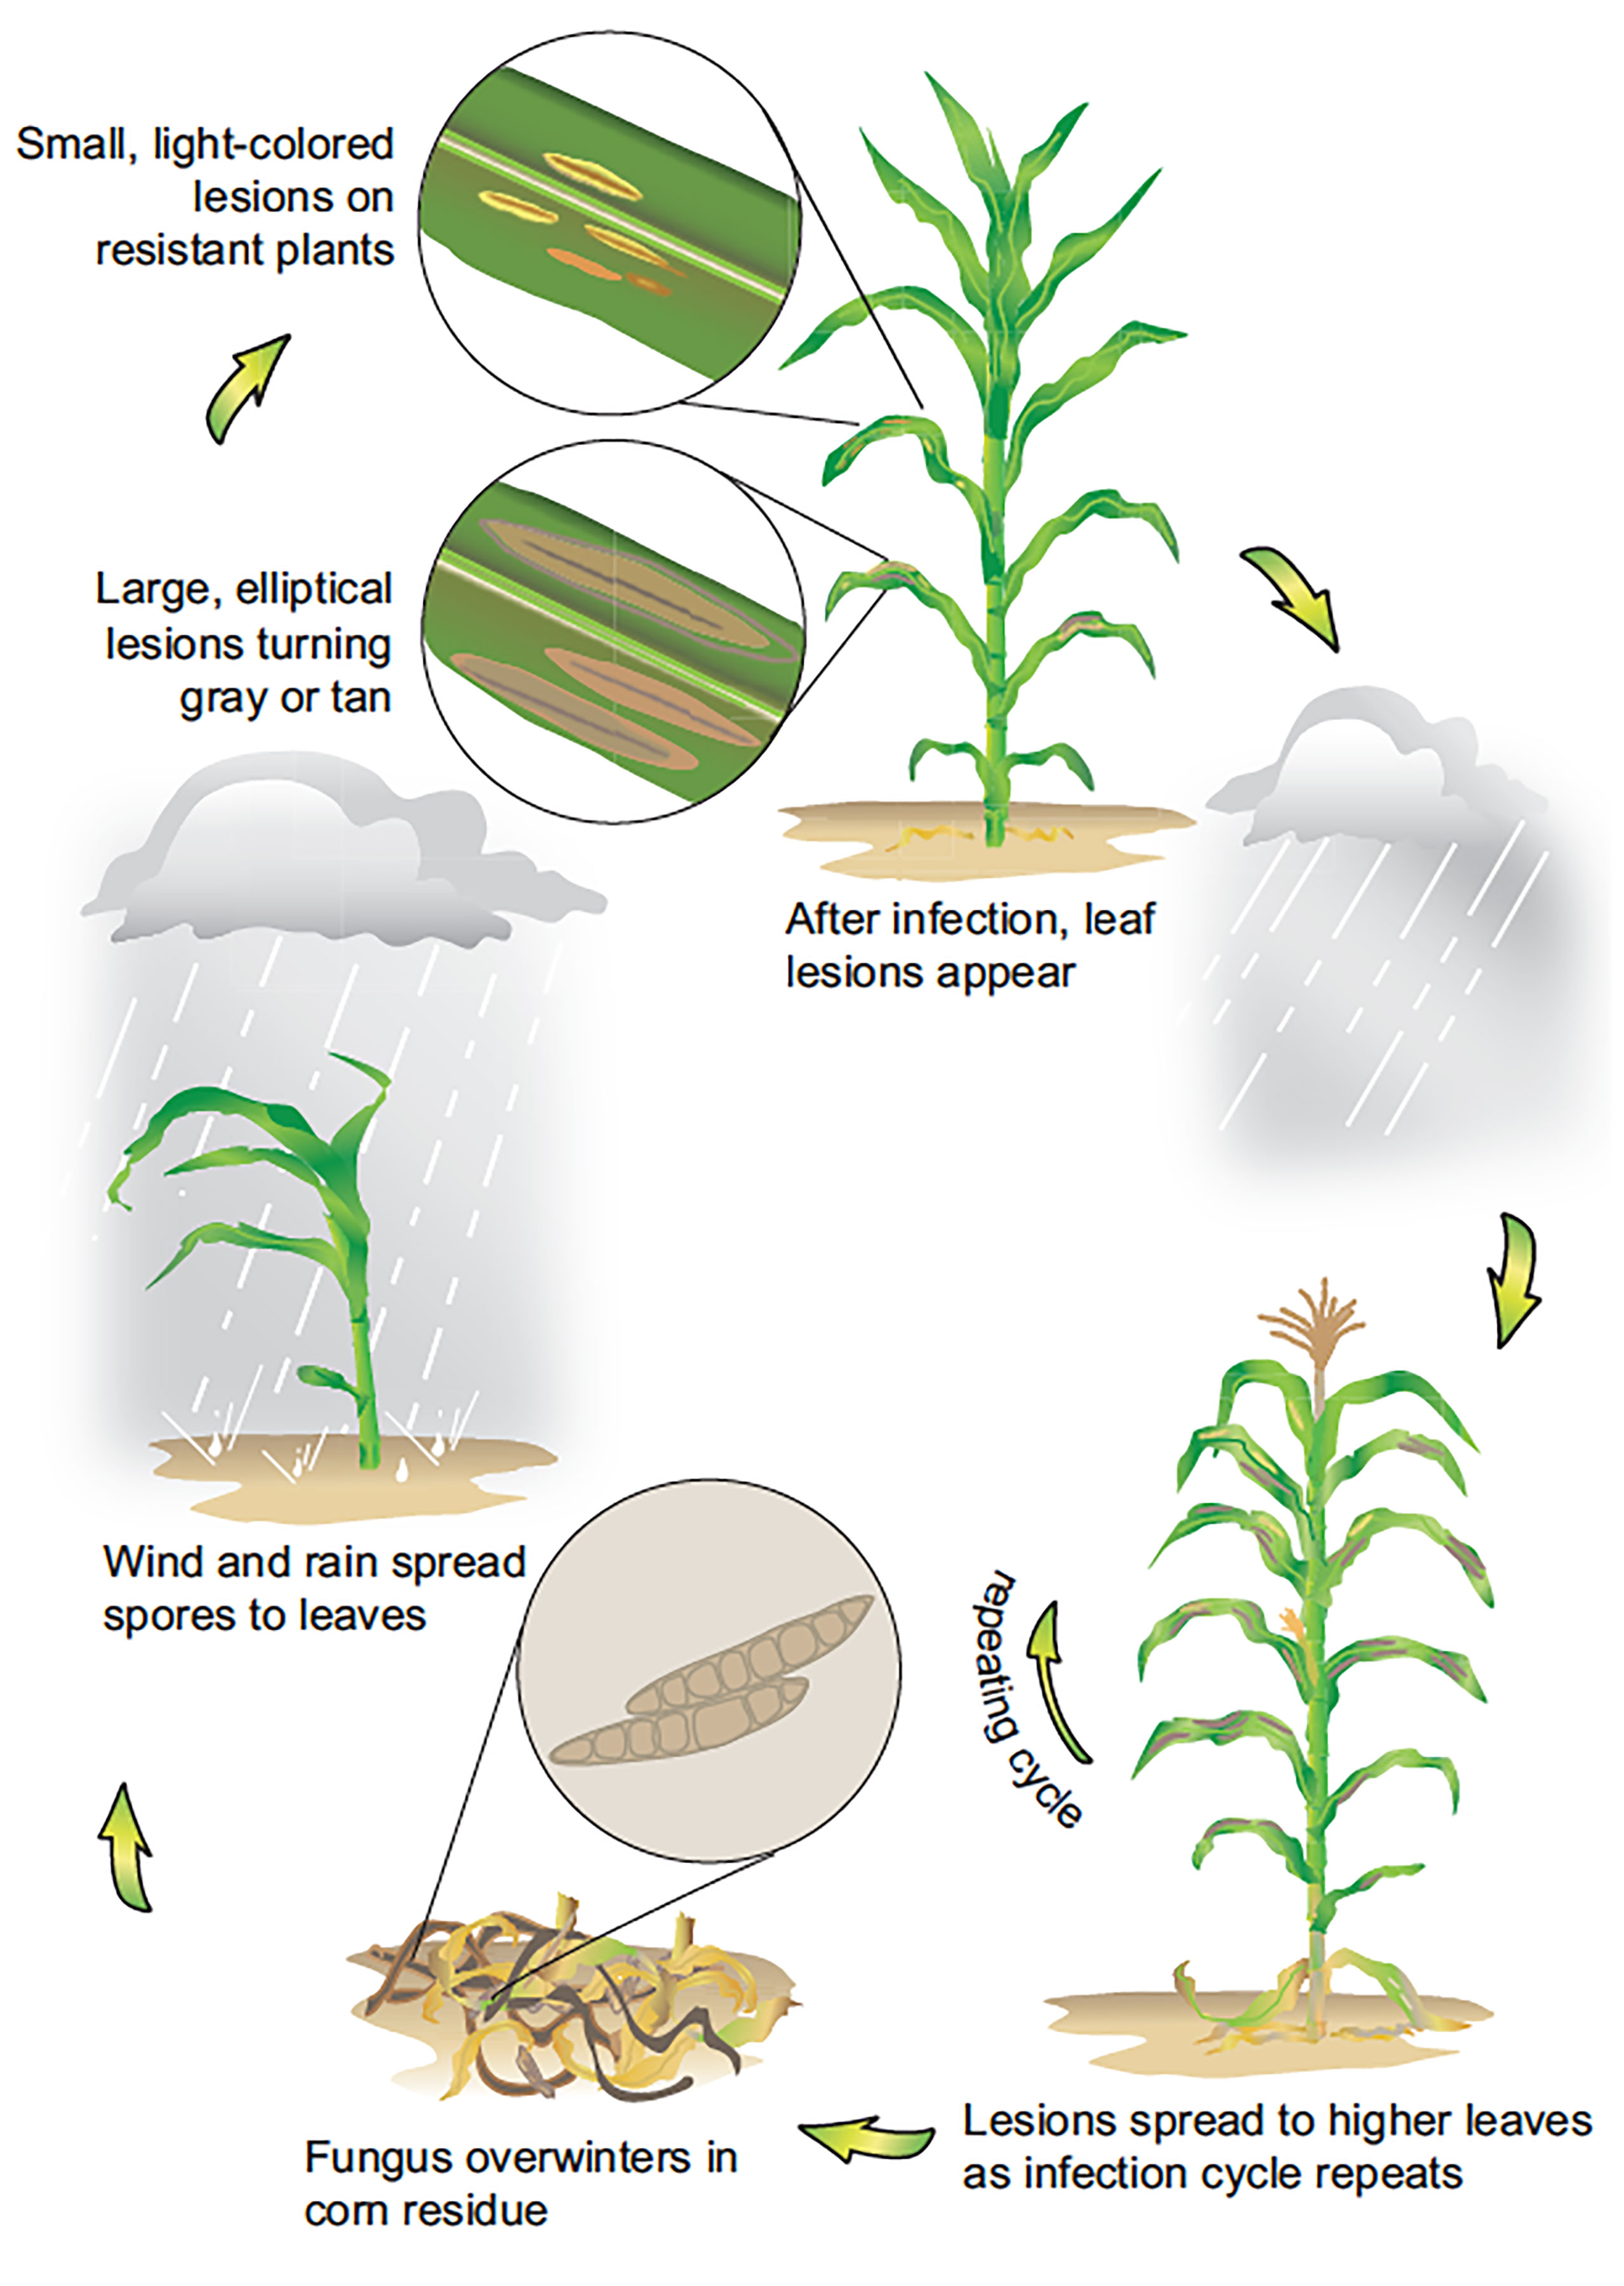 Small, light-colored
lesions on
resistant plants
Large, elliptical
lesions turning
gray or tan
After infection, leaf
lesions appear
Wind and rain spread
spores to leaves
repeating cycle
Lesions spread to higher leaves
as infection cycle repeats
Fungus overwinters in
corn residue